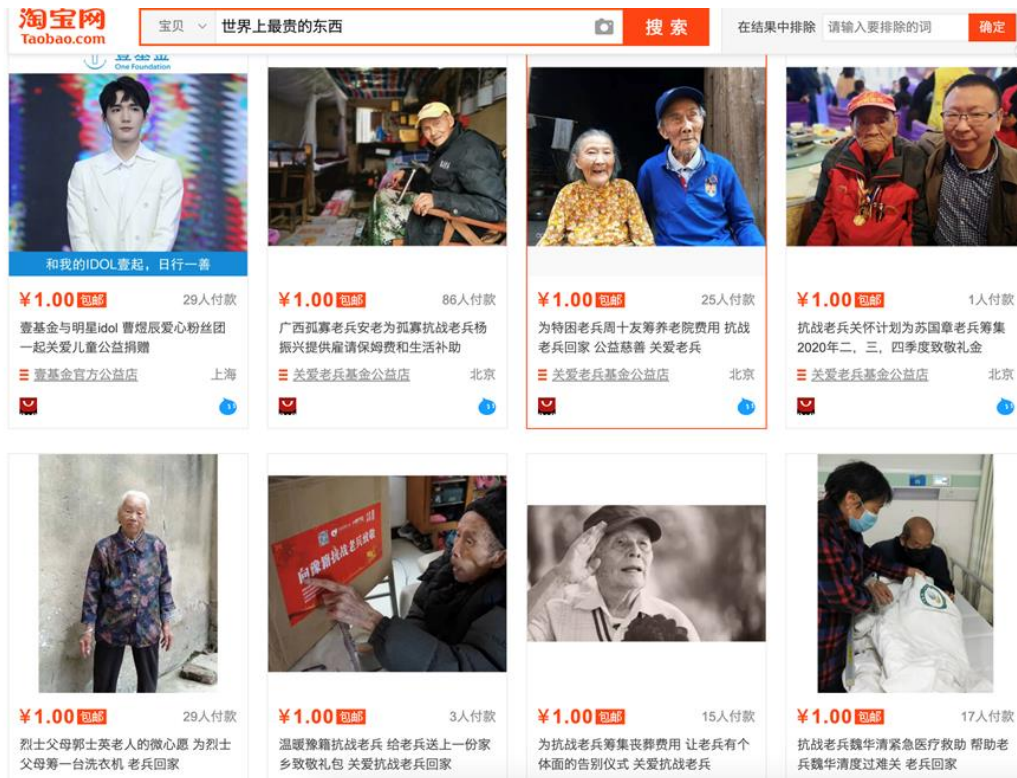 淘宝网
Taobao.com
宝贝
世界上最贵的东西
搜索
在结果中排除
请输入要排除的词
确定
壹基金
One Foundation
和我的IDOL壹起，日行一善
¥1.00 包邮 29人付款
壹基金与明星idol 曹煜辰爱心粉丝团
一起关爱儿童公益捐赠
壹基金官方公益店 上海
¥1.00 包邮 86人付款
广西孤寡老兵安老为孤寡抗战老兵杨
振兴提供雇请保姆费和生活补助
关爱老兵基金公益店 北京
¥1.00 包邮 25人付款
为特困老兵周十友筹养老院费用 抗战
老兵回家 公益慈善 关爱老兵
关爱老兵基金公益店 北京
¥1.00 包邮 1人付款
抗战老兵关怀计划为苏国章老兵筹集
2020年二，三，四季度致敬礼金
关爱老兵基金公益店 北京
向豫籍抗战老兵致敬
¥1.00 包邮 29人付款
烈士父母郭士英老人的微心愿 为烈士
父母筹一台洗衣机 老兵回家
¥1.00 包邮 3人付款
温暖豫籍抗战老兵 给老兵送上一份家
乡致敬礼包 关爱抗战老兵回家
¥1.00 包邮 15人付款
为抗战老兵筹集丧葬费用 让老兵有个
体面的告别仪式 关爱抗战老兵
¥1.00 包邮 17人付款
抗战老兵魏华清紧急医疗救助 帮助老
兵魏华清度过难关 老兵回家